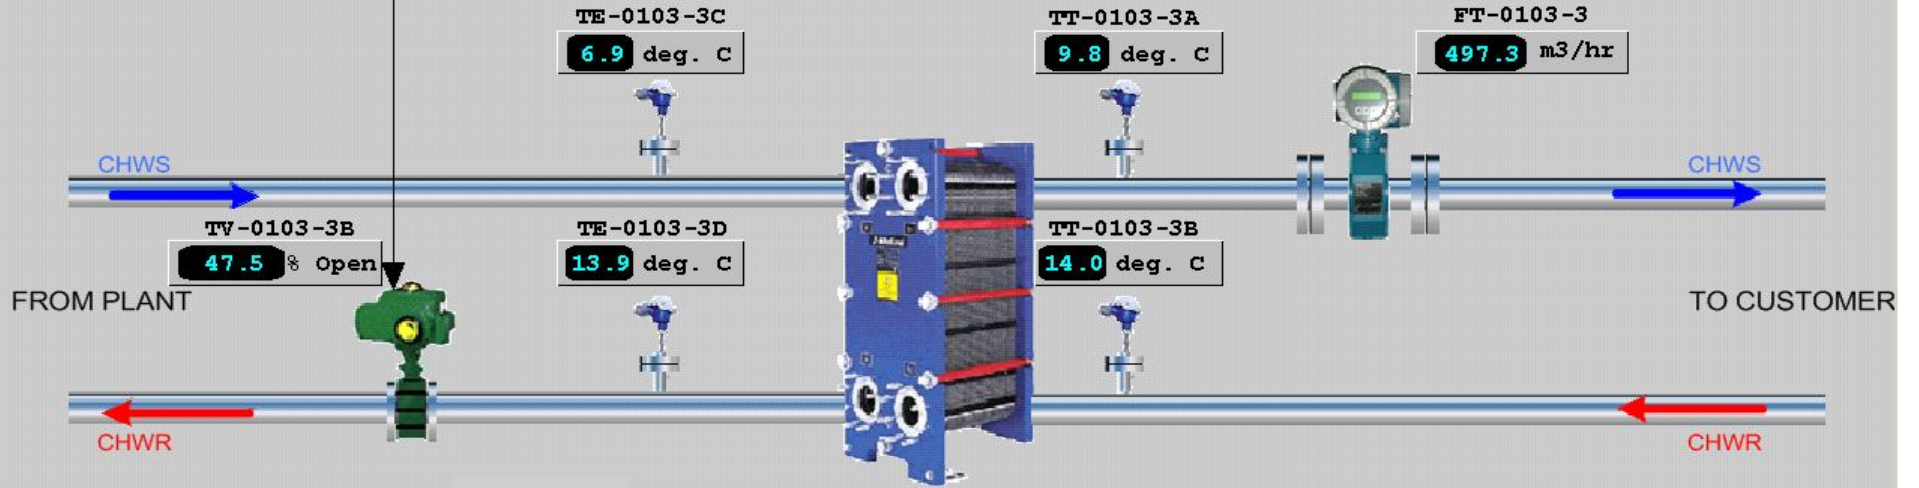 TE-0103-3C
6.9 deg. C
TT-0103-3A
9.8 deg. C
FT-0103-3
497.3 m3/hr
CHWS
CHWS
TV-0103-3B
47.5 % Open
TE-0103-3D
13.9 deg. C
TT-0103-3B
14.0 deg. C
FROM PLANT
TO CUSTOMER
CHWR
CHWR